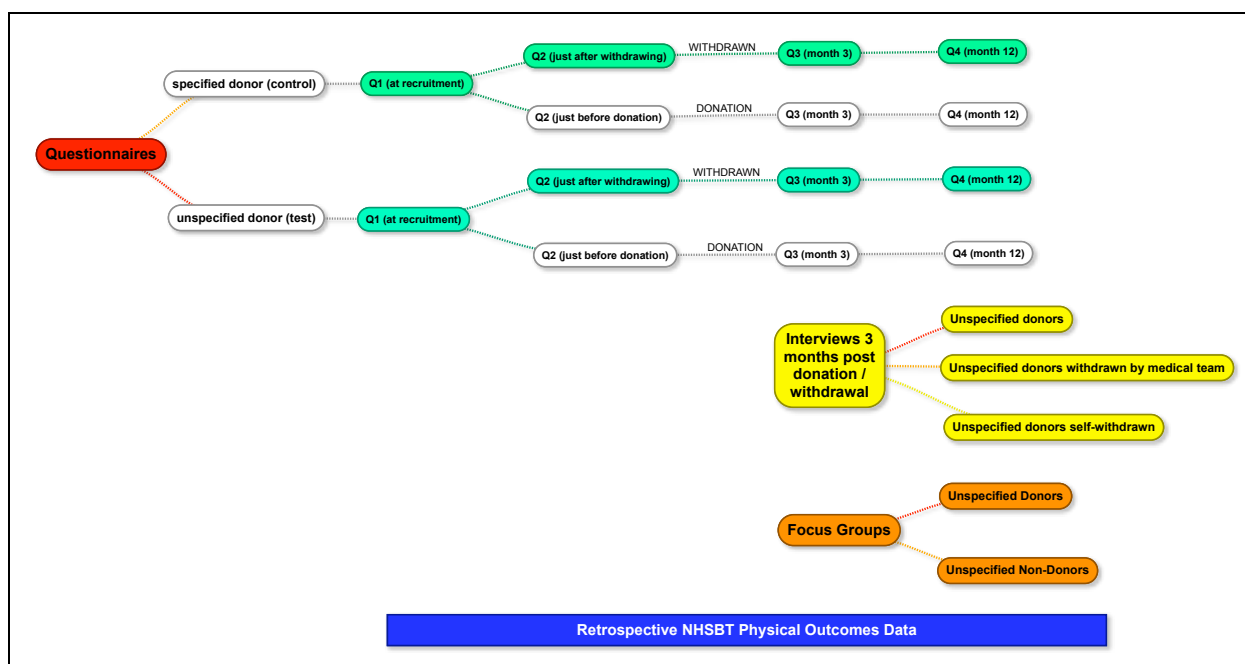 WITHDRAWN
Q2 (just after withdrawing)
Q3 (month 3)
Q4 (month 12)
specified donor (control)
Q1 (at recruitment)
DONATION
Q2 (just before donation)
Q3 (month 3)
Q4 (month 12)
Questionnaires
WITHDRAWN
Q2 (just after withdrawing)
Q3 (month 3)
Q4 (month 12)
unspecified donor (test)
Q1 (at recruitment)
DONATION
Q2 (just before donation)
Q3 (month 3)
Q4 (month 12)
Interviews 3
months post
donation /
withdrawal
Unspecified donors
Unspecified donors withdrawn by medical team
Unspecified donors self-withdrawn
Focus Groups
Unspecified Donors
Unspecified Non-Donors
Retrospective NHSBT Physical Outcomes Data